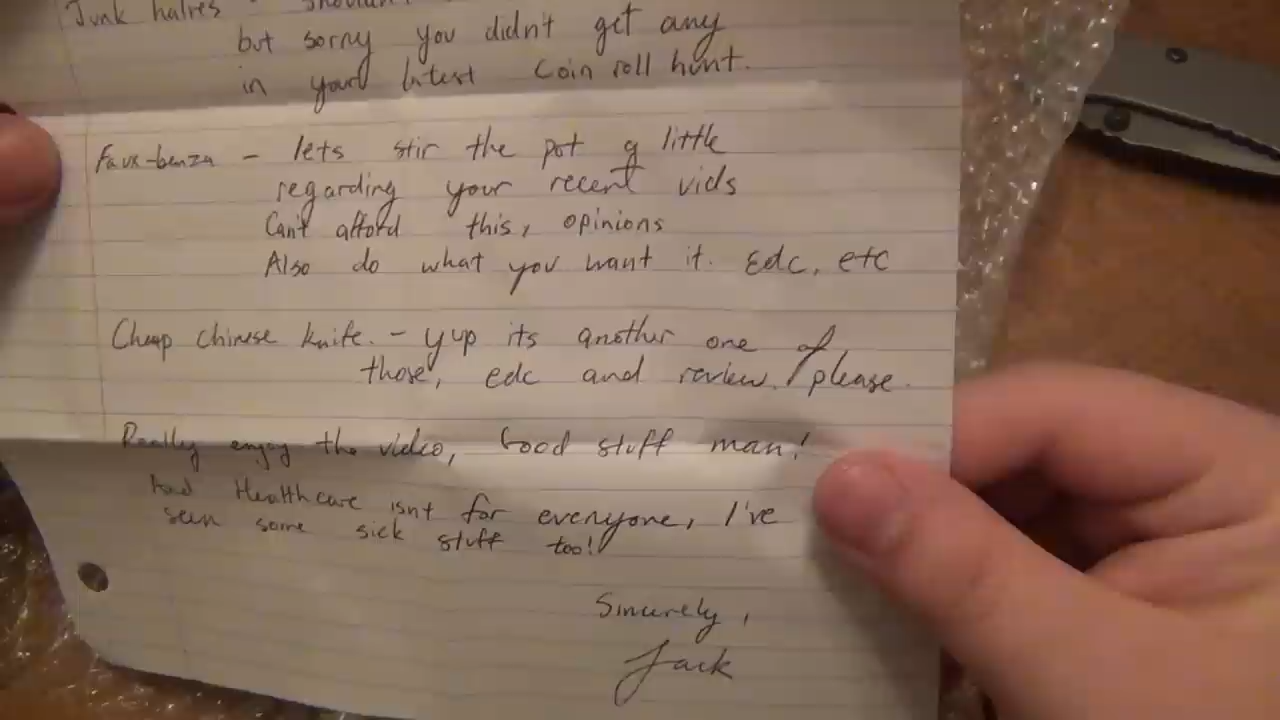 Junk halves -
but sorry you didn't get any
in your latest coin roll hunt.
Faux-benza - lets stir the pot a little
regarding your recent vids
Can't afford this, opinions
Also do what you want it. Edc, etc
Cheap chinese knife. - yup its another one of
those, edc and review, please.
Really enjoy the video, Good stuff man!
And Healthcare isnt for everyone, I've
seen some sick stuff too!
Sincerely,
Jack